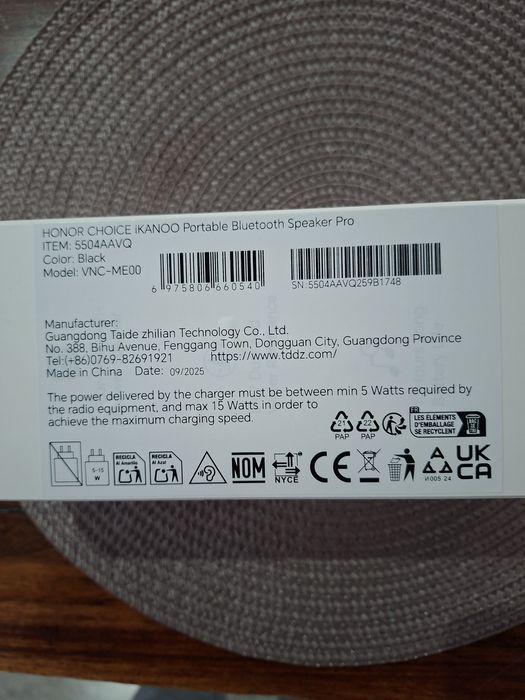 HONOR CHOICE iKANOO Portable Bluetooth Speaker Pro
ITEM: 5504AAVQ
Color: Black
Model: VNC-ME00
6 975806 660540
SN:5504AAVQ259B1748
Manufacturer:
Guangdong Taide zhilian Technology Co., Ltd.
No. 388, Bihu Avenue, Fenggang Town, Dongguan City, Guangdong Province
Tel:(+86)0769-82691921 https://www.tddz.com/
Made in China Date: 09/2025
The power delivered by the charger must be between min 5 Watts required by
the radio equipment, and max 15 Watts in order to
achieve the maximum charging speed.
21
PAP
22
PAP
FR
LES ÉLÉMENTS
D'EMBALLAGE
SE RECYCLENT
5-15
W
RECICLA
Al Amarillo
RECICLA
Al Azul
NOM
NYCE
CE
И005 24
UK
CA